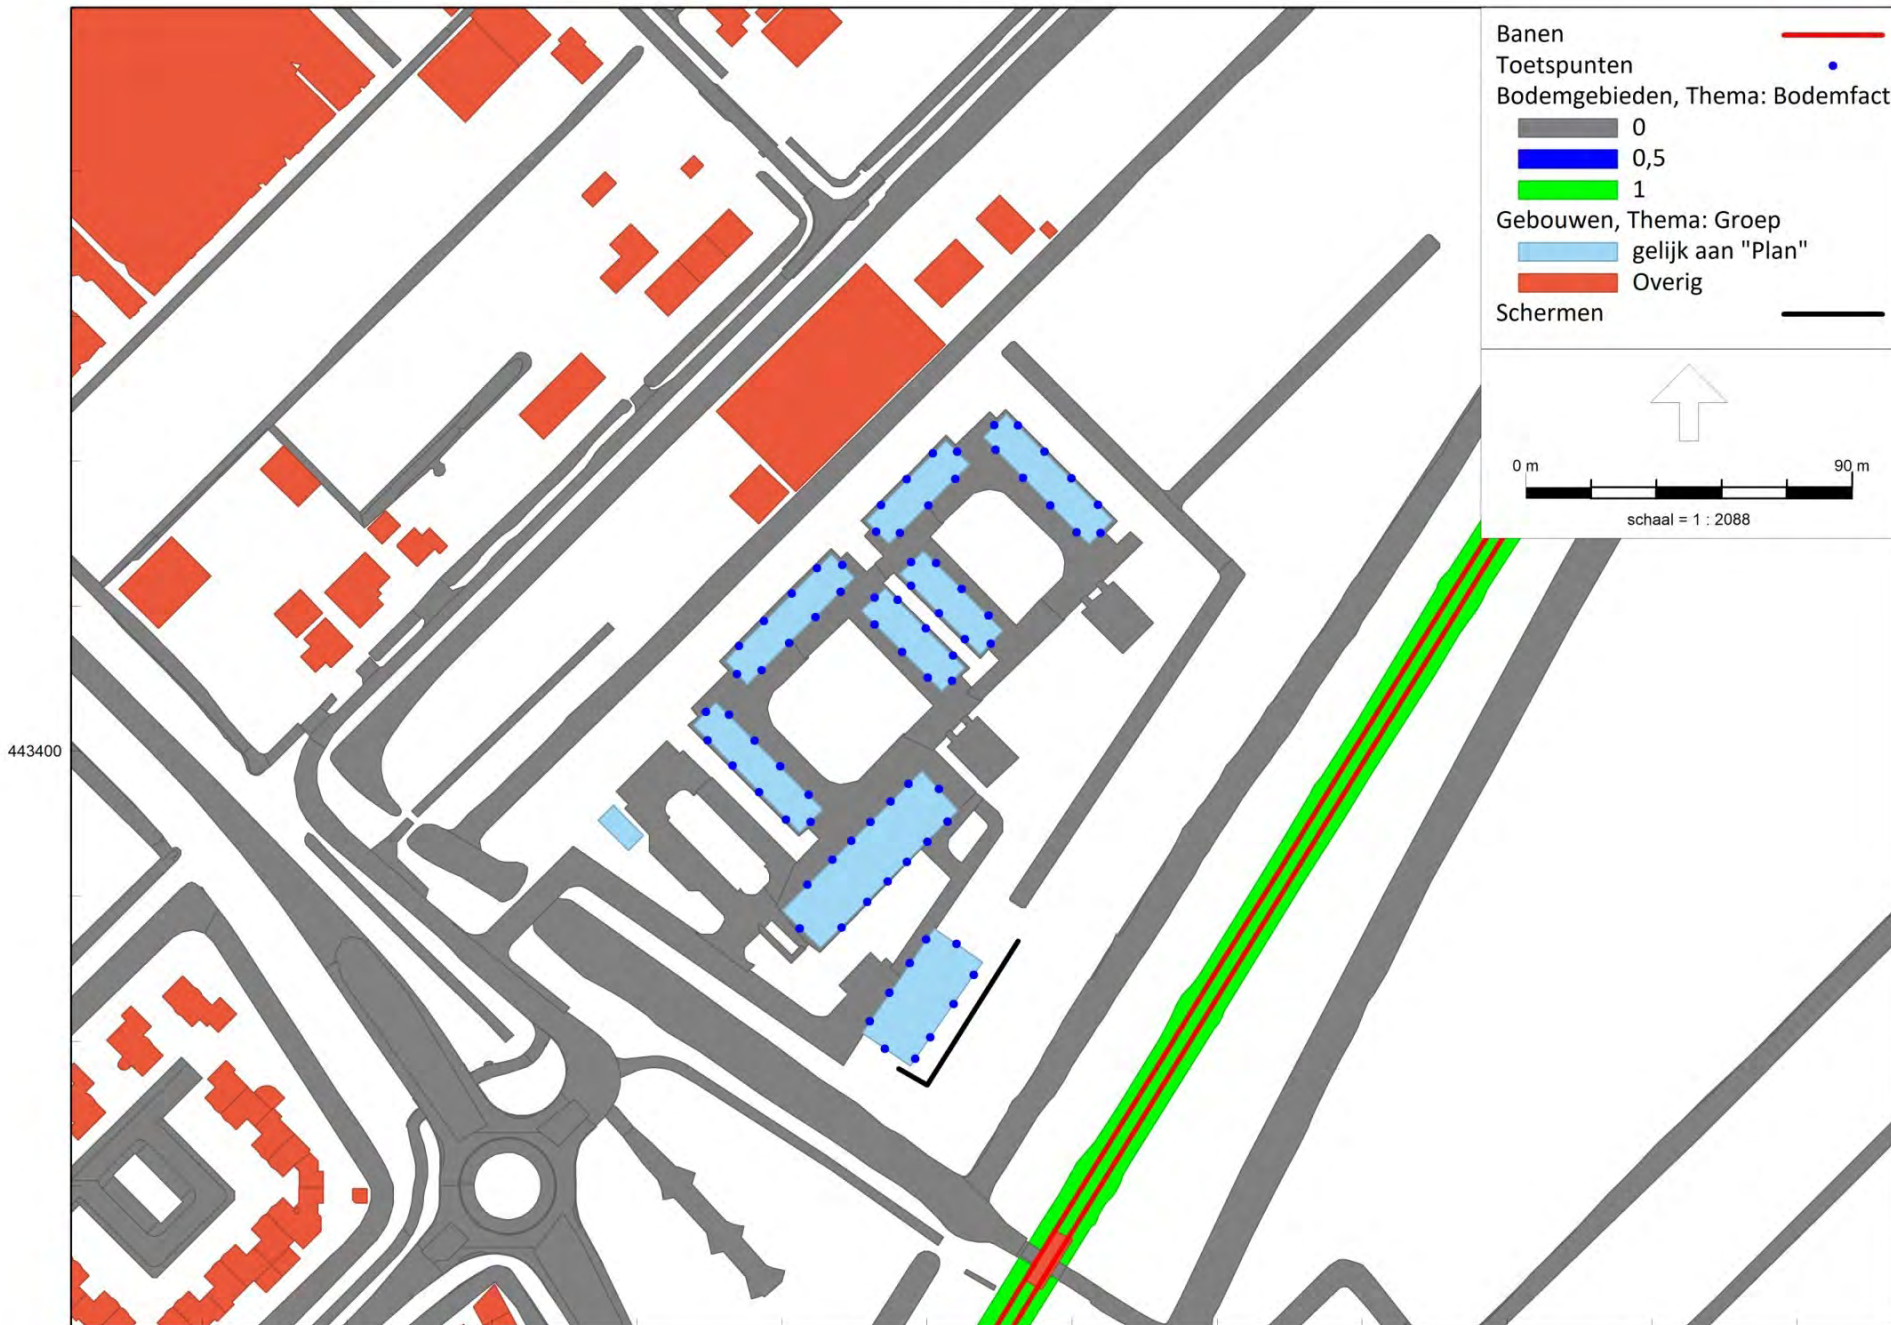 Banen
Toetspunten
Bodemgebieden, Thema: Bodemfact
0
0,5
1
Gebouwen, Thema: Groep
gelijk aan "Plan"
Overig
Schermen
0 m 90 m
schaal = 1 : 2088
443400